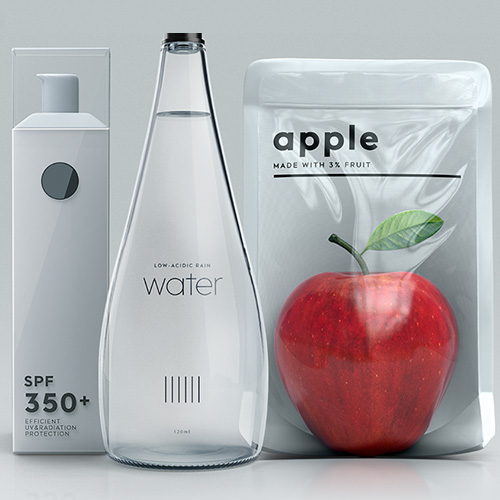 SPF
350+
EFFICIENT
UV&RADIATION
PROTECTION
LOW-ACIDIC RAIN
water
120ml
apple
MADE WITH 3% FRUIT